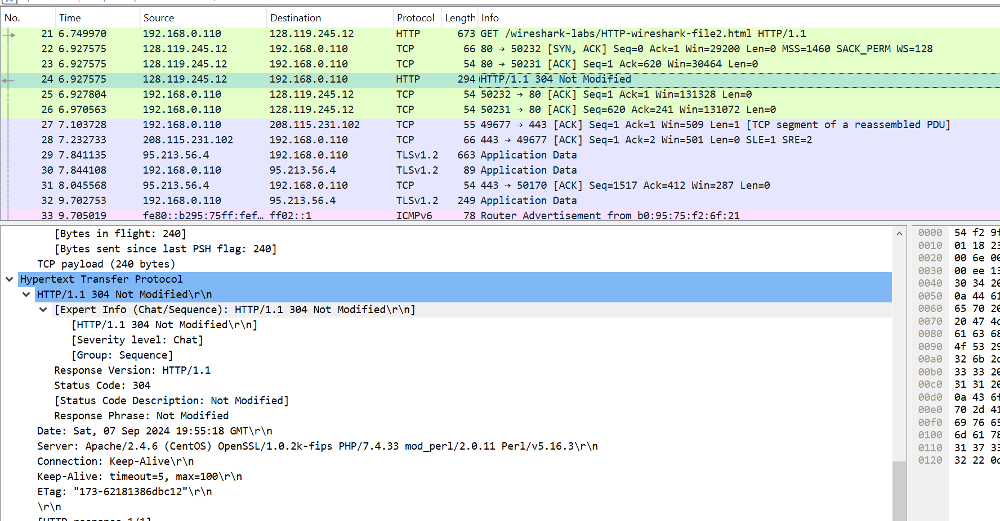 No. Time Source Destination Protocol Length Info
21 6.749970 192.168.0.110 128.119.245.12 HTTP 673 GET /wireshark-labs/HTTP-wireshark-file2.html HTTP/1.1
22 6.927575 128.119.245.12 192.168.0.110 TCP 66 80 → 50232 [SYN, ACK] Seq=0 Ack=1 Win=29200 Len=0 MSS=1460 SACK_PERM WS=128
23 6.927575 128.119.245.12 192.168.0.110 TCP 54 80 → 50231 [ACK] Seq=1 Ack=620 Win=30464 Len=0
24 6.927575 128.119.245.12 192.168.0.110 HTTP 294 HTTP/1.1 304 Not Modified
25 6.927804 192.168.0.110 128.119.245.12 TCP 54 50232 → 80 [ACK] Seq=1 Ack=1 Win=131328 Len=0
26 6.970563 192.168.0.110 128.119.245.12 TCP 54 50231 → 80 [ACK] Seq=620 Ack=241 Win=131072 Len=0
27 7.103728 192.168.0.110 208.115.231.102 TCP 55 49677 → 443 [ACK] Seq=1 Ack=1 Win=509 Len=1 [TCP segment of a reassembled PDU]
28 7.232733 208.115.231.102 192.168.0.110 TCP 66 443 → 49677 [ACK] Seq=1 Ack=2 Win=501 Len=0 SLE=1 SRE=2
29 7.841135 95.213.56.4 192.168.0.110 TLSv1.2 663 Application Data
30 7.844108 192.168.0.110 95.213.56.4 TLSv1.2 89 Application Data
31 8.045568 95.213.56.4 192.168.0.110 TCP 54 443 → 50170 [ACK] Seq=1517 Ack=412 Win=287 Len=0
32 9.702753 192.168.0.110 95.213.56.4 TLSv1.2 249 Application Data
33 9.705019 fe80::b295:75ff:fef… ff02::1 ICMPv6 78 Router Advertisement from b0:95:75:f2:6f:21
[Bytes in flight: 240]
[Bytes sent since last PSH flag: 240]
TCP payload (240 bytes)
Hypertext Transfer Protocol
HTTP/1.1 304 Not Modified\r\n
[Expert Info (Chat/Sequence): HTTP/1.1 304 Not Modified\r\n]
[HTTP/1.1 304 Not Modified\r\n]
[Severity level: Chat]
[Group: Sequence]
Response Version: HTTP/1.1
Status Code: 304
[Status Code Description: Not Modified]
Response Phrase: Not Modified
Date: Sat, 07 Sep 2024 19:55:18 GMT\r\n
Server: Apache/2.4.6 (CentOS) OpenSSL/1.0.2k-fips PHP/7.4.33 mod_perl/2.0.11 Perl/v5.16.3\r\n
Connection: Keep-Alive\r\n
Keep-Alive: timeout=5, max=100\r\n
ETag: "173-62181386dbc12"\r\n
\r\n
[HTTP response 1/1]
0000 54 f2
0010 01 18
0020 00 6e
0030 00 ee
0040 30 34
0050 0a 44
0060 65 70
0070 20 47
0080 61 63
0090 4f 53
00a0 32 6b
00b0 33 33
00c0 31 31
00d0 0a 43
00e0 70 2d
00f0 69 76
0100 6d 61
0110 31 37
0120 32 22